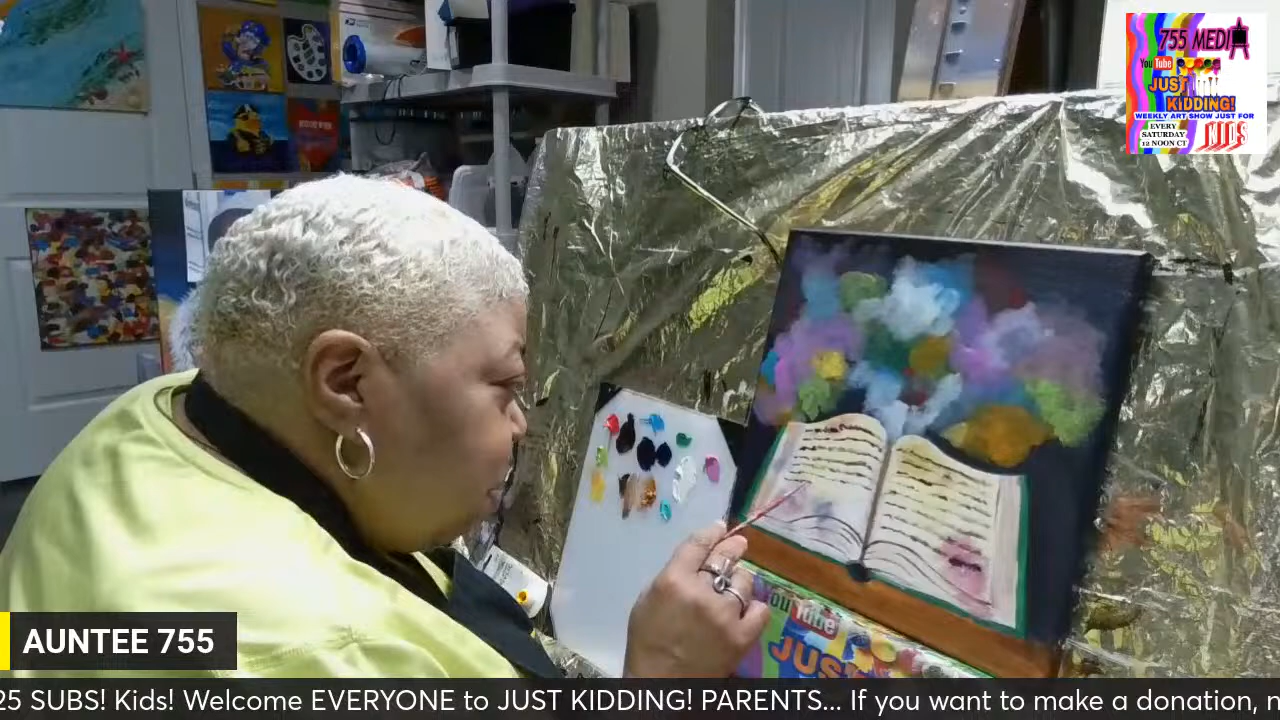 755 MEDIA
YouTube
JUST
KIDDING!
WEEKLY ART SHOW JUST FOR
KIDS
EVERY
SATURDAY
12 NOON CT
YouTube
JUS
AUNTEE 755
25 SUBS! Kids! Welcome EVERYONE to JUST KIDDING! PARENTS... If you want to make a donation, n